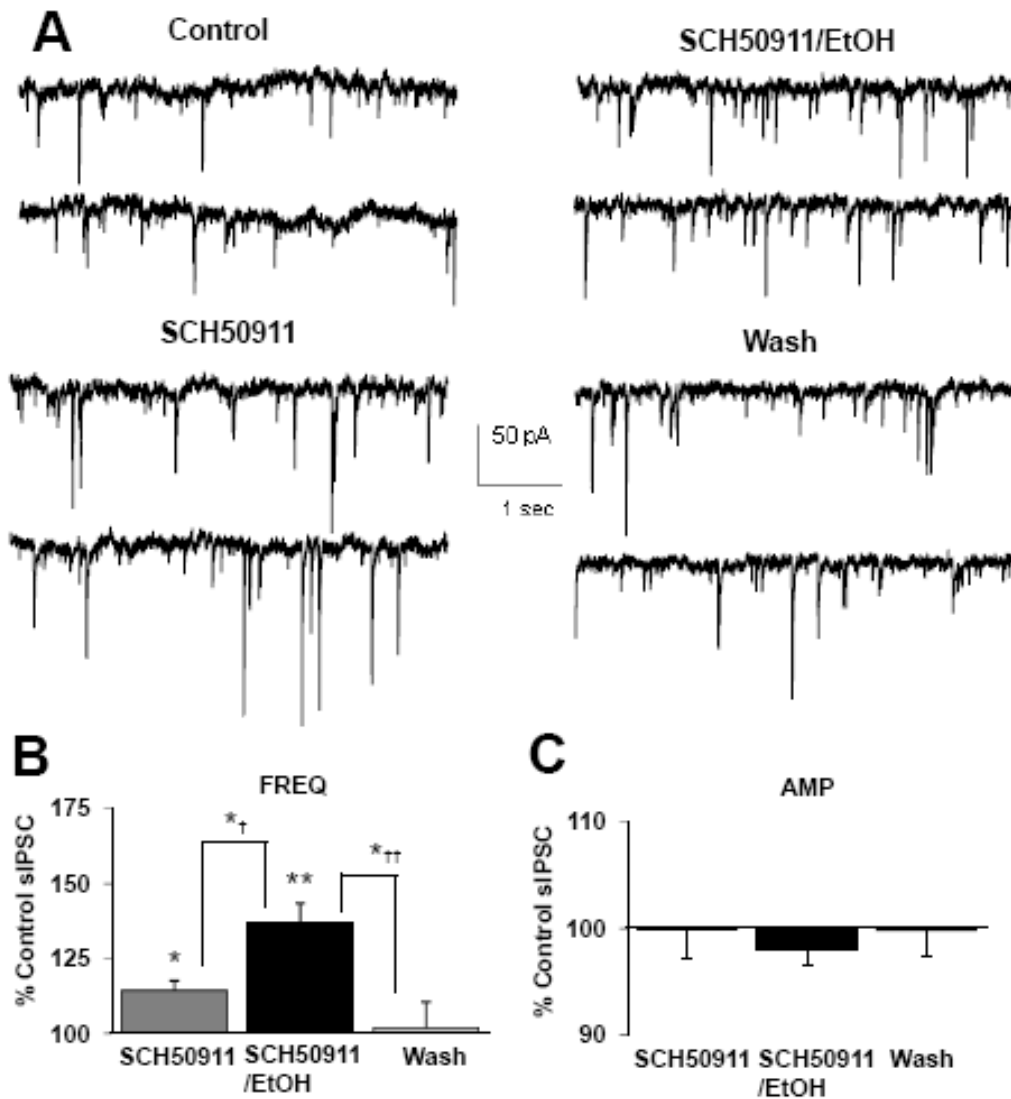 A
Control
SCH50911/EtOH
SCH50911
Wash
50 pA
1 sec
B
FREQ
% Control sIPSC
175
150
125
100
*†
**
*††
*
SCH50911
SCH50911
/EtOH
Wash
C
AMP
% Control sIPSC
110
100
90
SCH50911
SCH50911
/EtOH
Wash